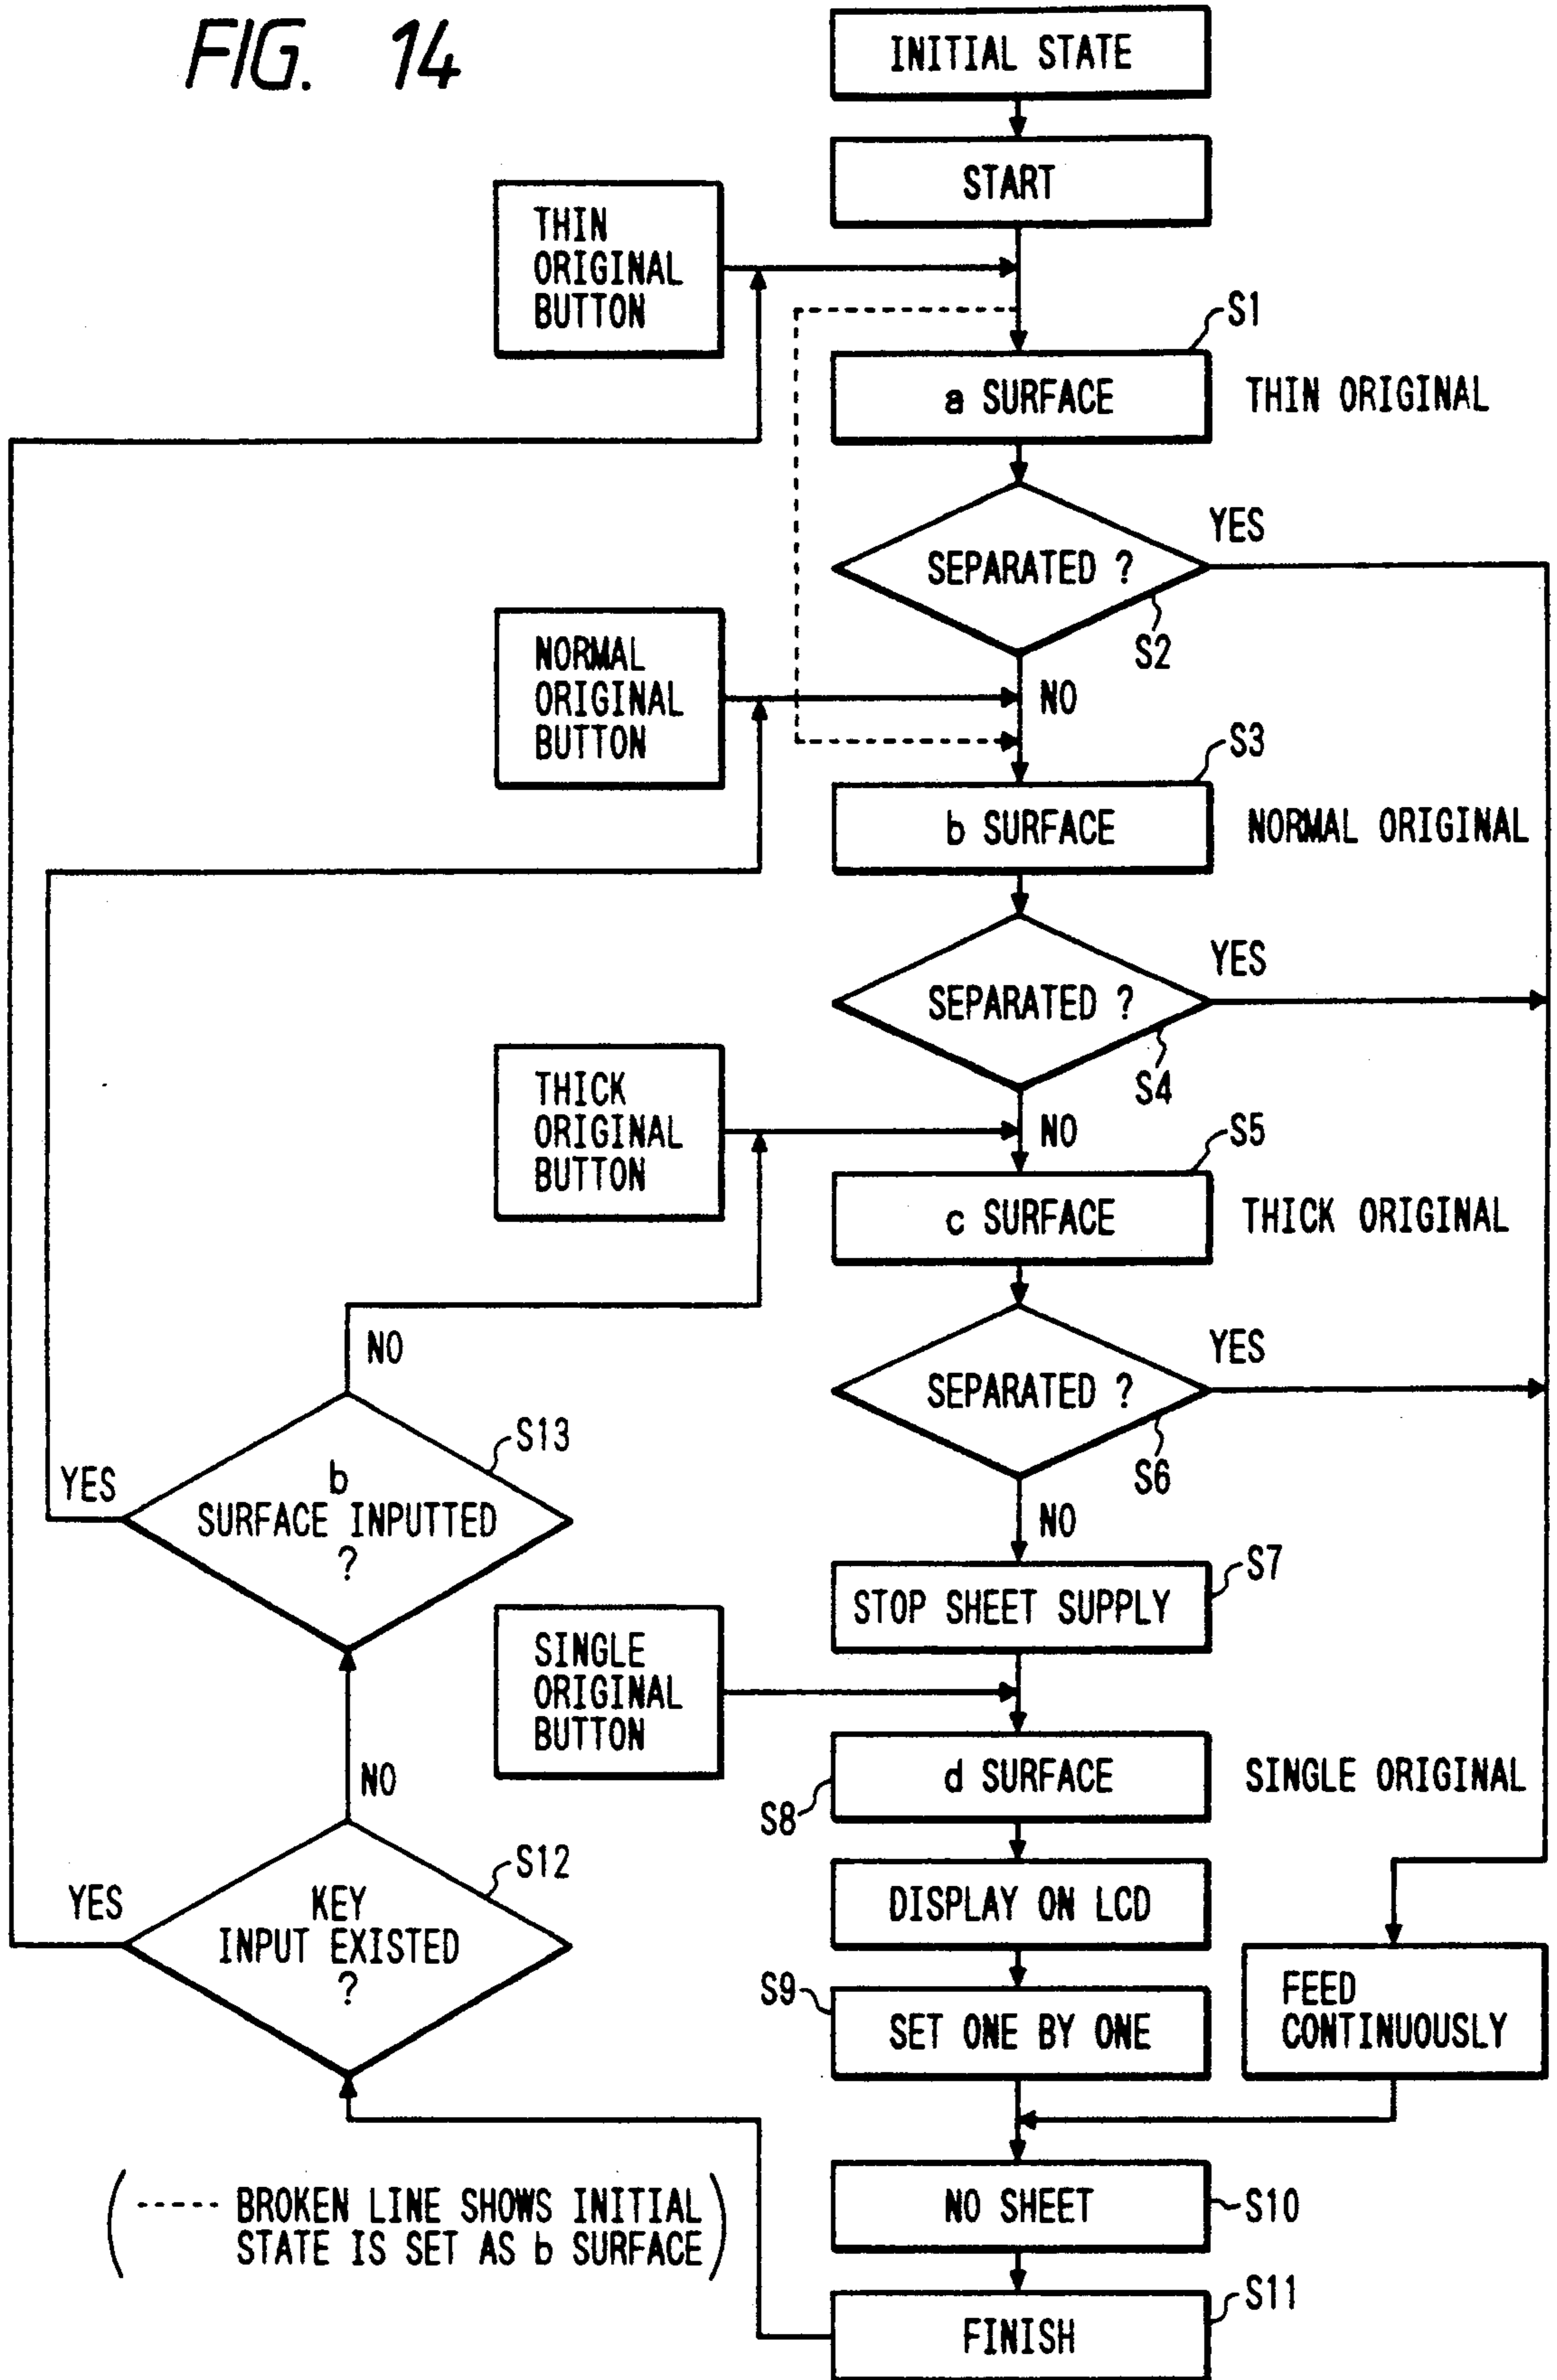 FIG. 14
INITIAL STATE
START
THIN
ORIGINAL
BUTTON
S1
a SURFACE
THIN ORIGINAL
YES
SEPARATED ?
S2
NORMAL
ORIGINAL
BUTTON
NO
S3
b SURFACE
NORMAL ORIGINAL
YES
SEPARATED ?
S4
THICK
ORIGINAL
BUTTON
NO
S5
c SURFACE
THICK ORIGINAL
NO
YES
SEPARATED ?
S6
S13
YES
b
SURFACE INPUTTED
?
NO
S7
STOP SHEET SUPPLY
SINGLE
ORIGINAL
BUTTON
NO
d SURFACE
SINGLE ORIGINAL
S8
S12
YES
KEY
INPUT EXISTED
?
DISPLAY ON LCD
S9
SET ONE BY ONE
FEED
CONTINUOUSLY
NO SHEET
S10
----- BROKEN LINE SHOWS INITIAL
STATE IS SET AS b SURFACE
S11
FINISH